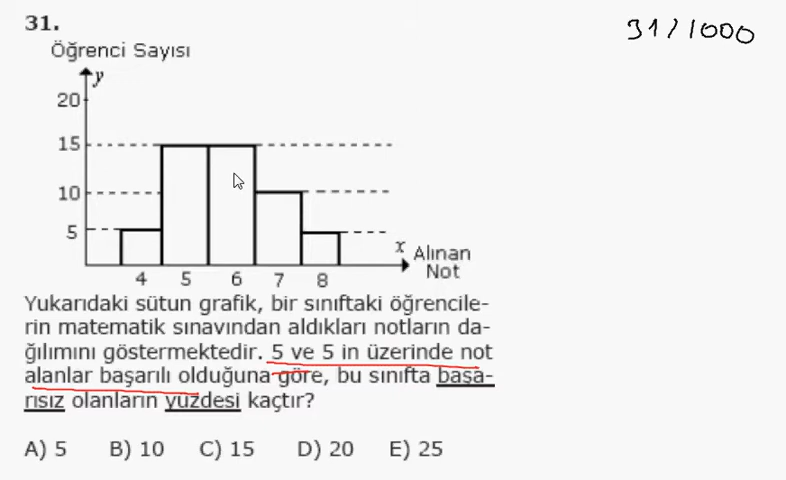 31.
31/1000
Öğrenci Sayısı
y
20
15
10
5
x Alınan
Not
4 5 6 7 8
Yukarıdaki sütun grafik, bir sınıftaki öğrencile-
rin matematik sınavından aldıkları notların da-
ğılımını göstermektedir. 5 ve 5 in üzerinde not
alanlar başarılı olduğuna göre, bu sınıfta başa-
rısız olanların yüzdesi kaçtır?
A) 5 B) 10 C) 15 D) 20 E) 25